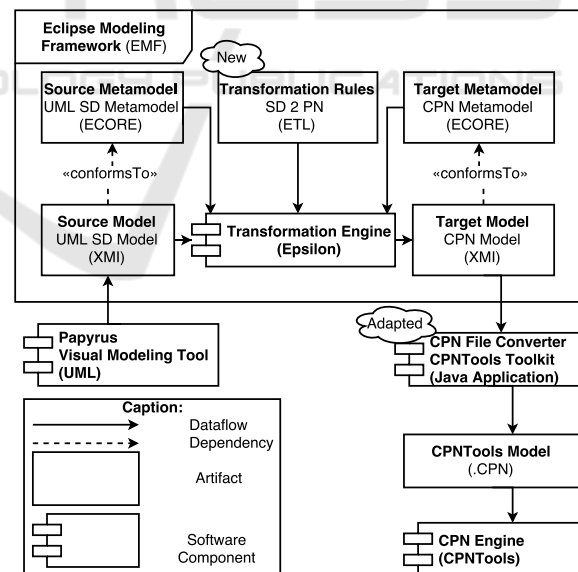 Eclipse Modeling
Framework (EMF)
New
Source Metamodel
UML SD Metamodel
(ECORE)
Transformation Rules
SD 2 PN
(ETL)
Target Metamodel
CPN Metamodel
(ECORE)
«conformsTo»
«conformsTo»
Source Model
UML SD Model
(XMI)
Transformation Engine
(Epsilon)
Target Model
CPN Model
(XMI)
Papyrus
Visual Modeling Tool
(UML)
Adapted
CPN File Converter
CPNTools Toolkit
(Java Application)
Caption:
Dataflow
Dependency
Artifact
Software
Component
CPNTools Model
(.CPN)
CPN Engine
(CPNTools)